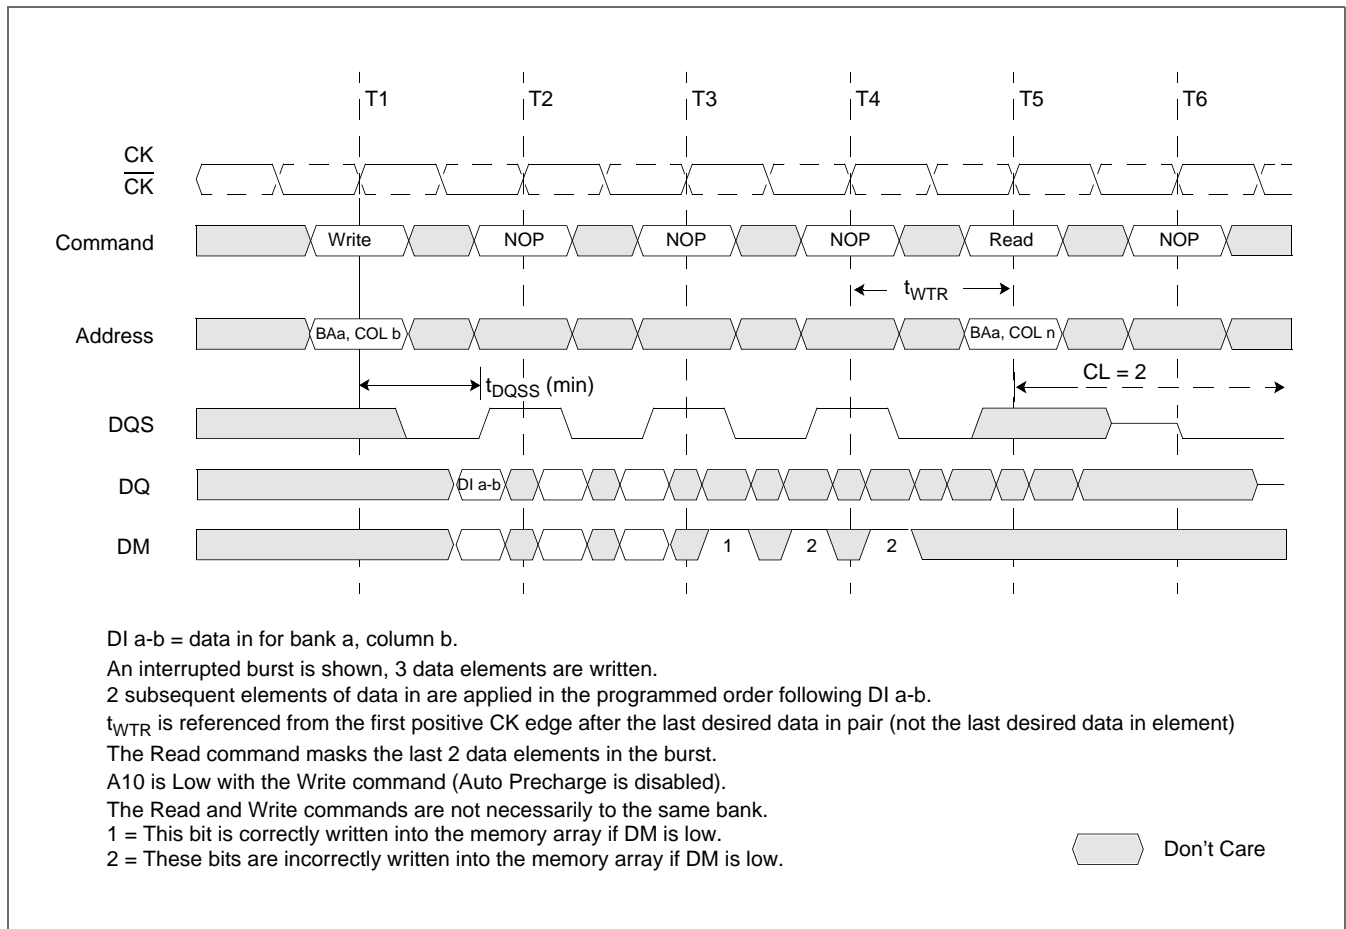 T1 T2 T3 T4 T5 T6
CK
CK
Command Write NOP NOP NOP Read NOP
tWTR
Address BAa, COL b BAa, COL n
CL = 2
tDQSS (min)
DQS
DQ DI a-b
DM 1 2 2
DI a-b = data in for bank a, column b.
An interrupted burst is shown, 3 data elements are written.
2 subsequent elements of data in are applied in the programmed order following DI a-b.
tWTR is referenced from the first positive CK edge after the last desired data in pair (not the last desired data in element)
The Read command masks the last 2 data elements in the burst.
A10 is Low with the Write command (Auto Precharge is disabled).
The Read and Write commands are not necessarily to the same bank.
1 = This bit is correctly written into the memory array if DM is low.
2 = These bits are incorrectly written into the memory array if DM is low.
Don't Care